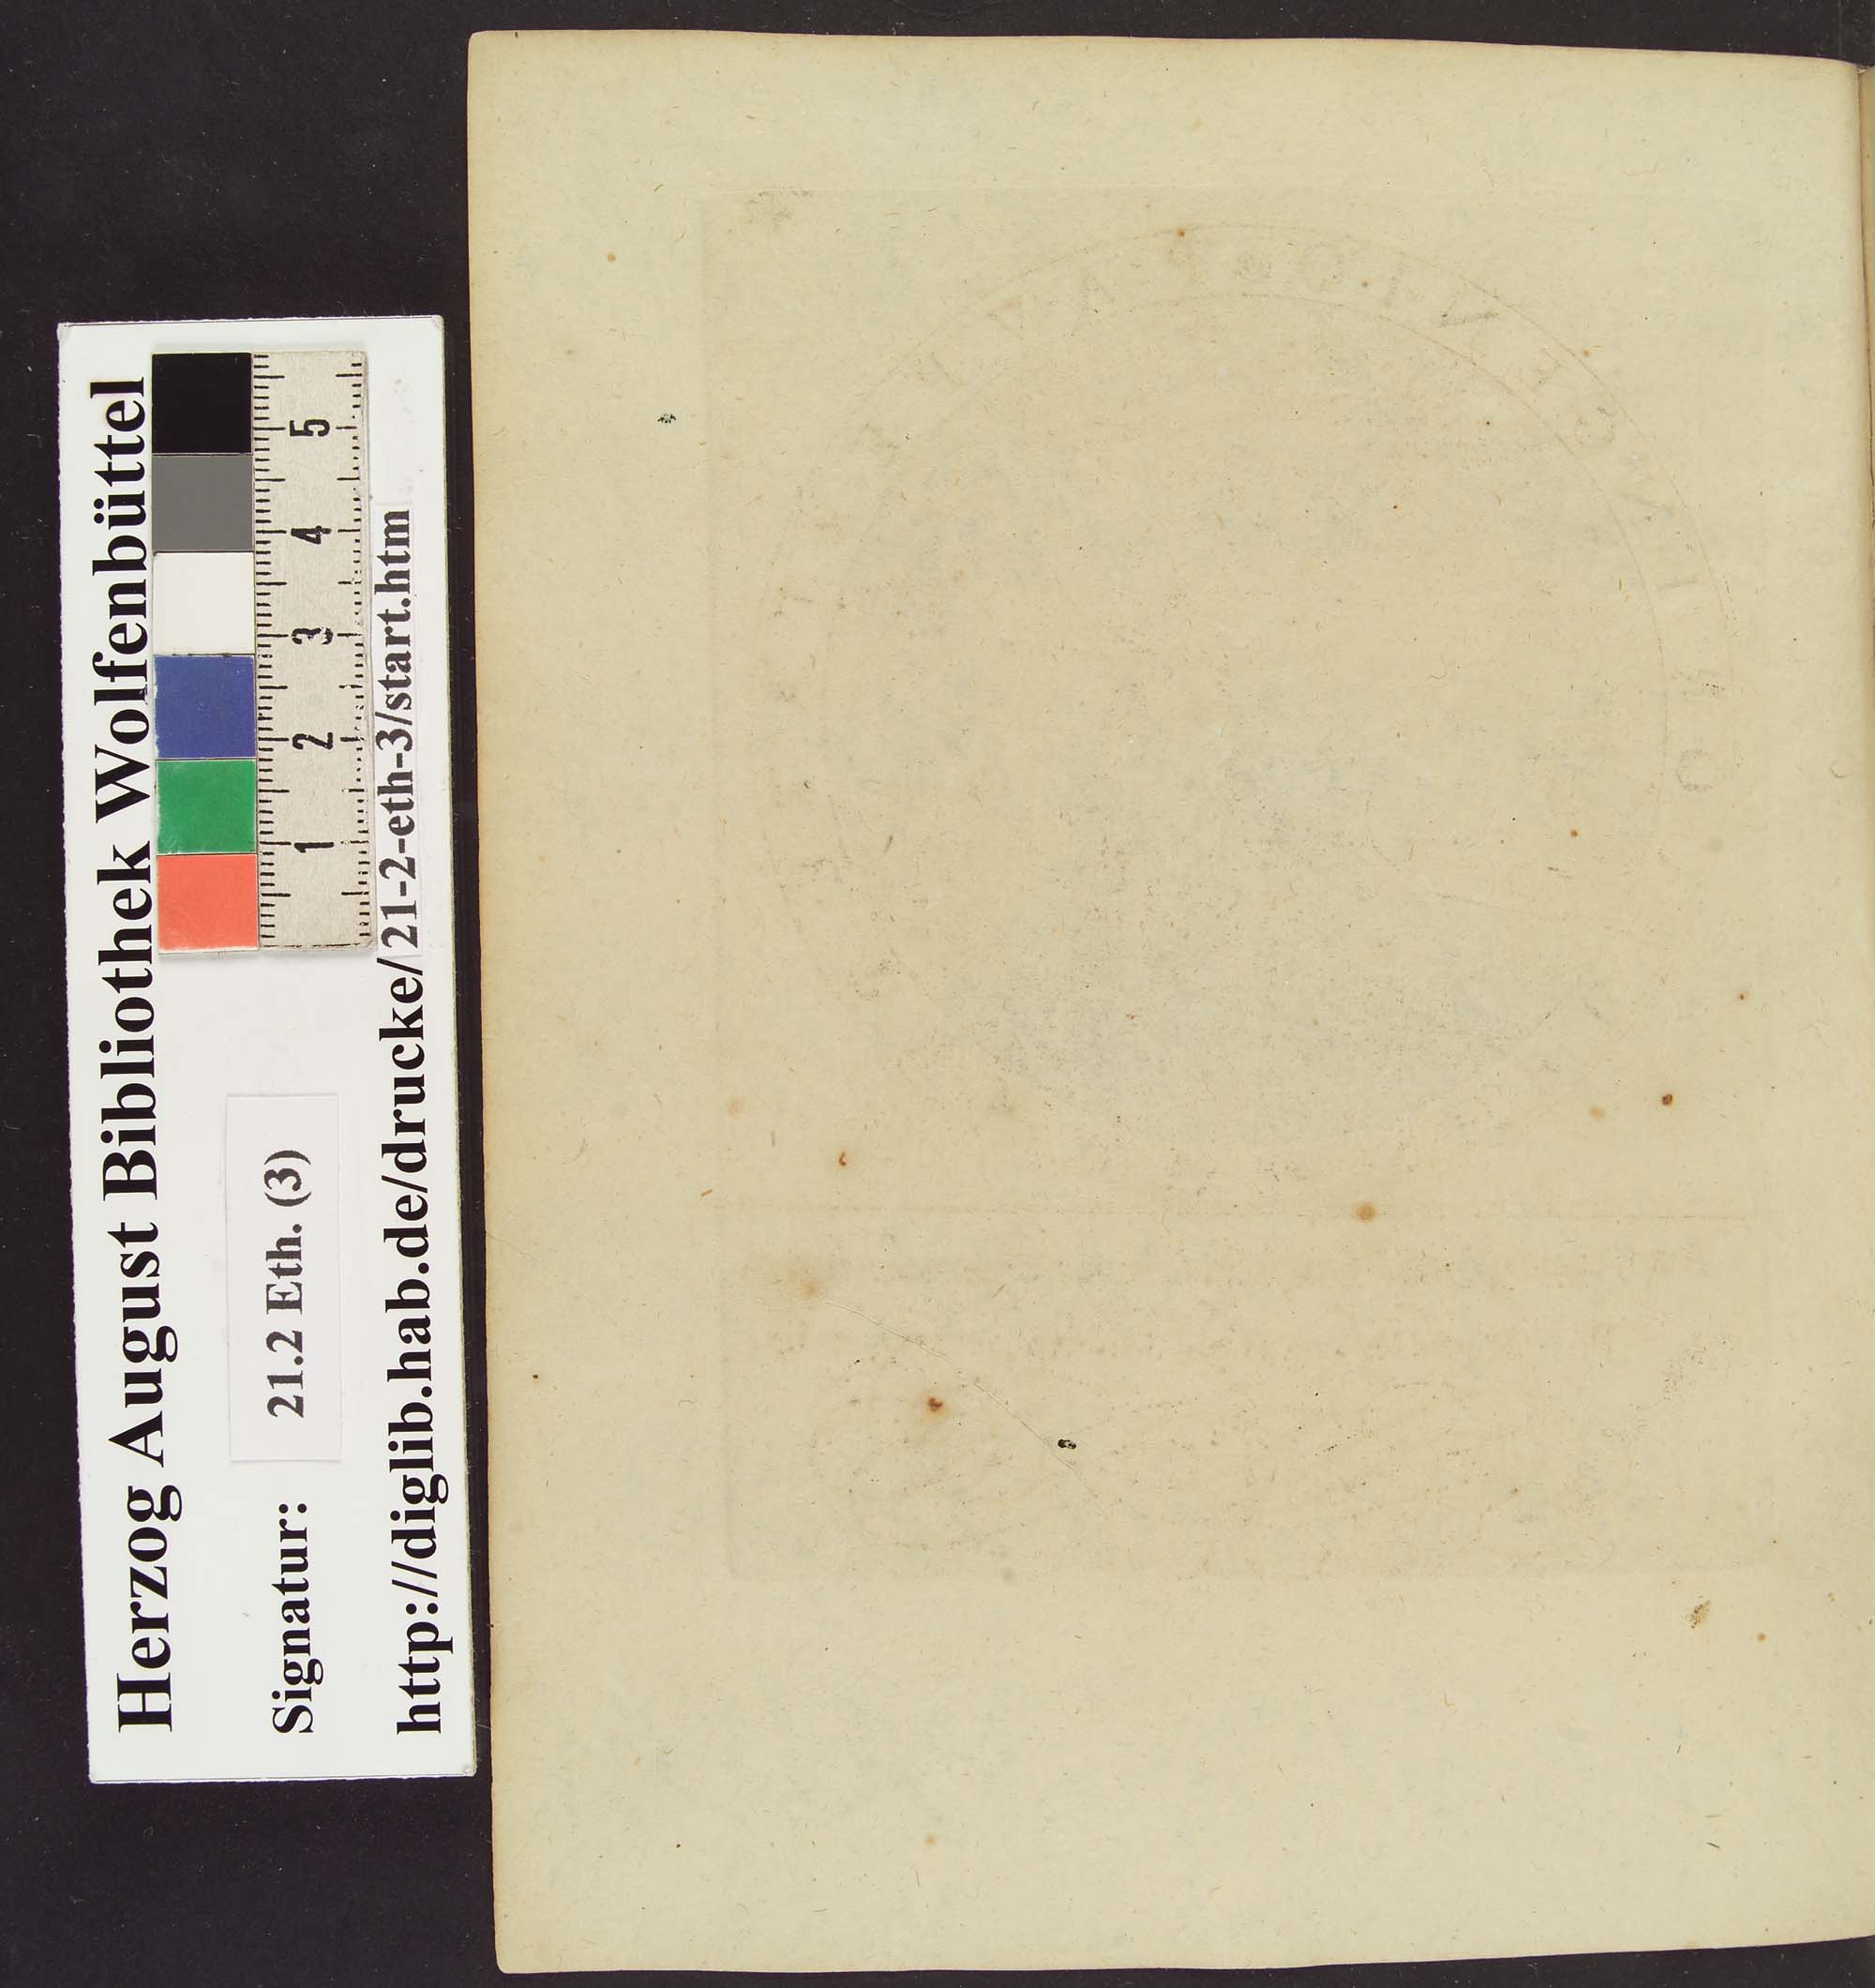 Herzog August Bibliothek Wolfenbüttel
5 4 3 2 1
Signatur: 21.2 Eth. (3)
http://diglib.hab.de/drucke/21-2-eth-3/start.htm